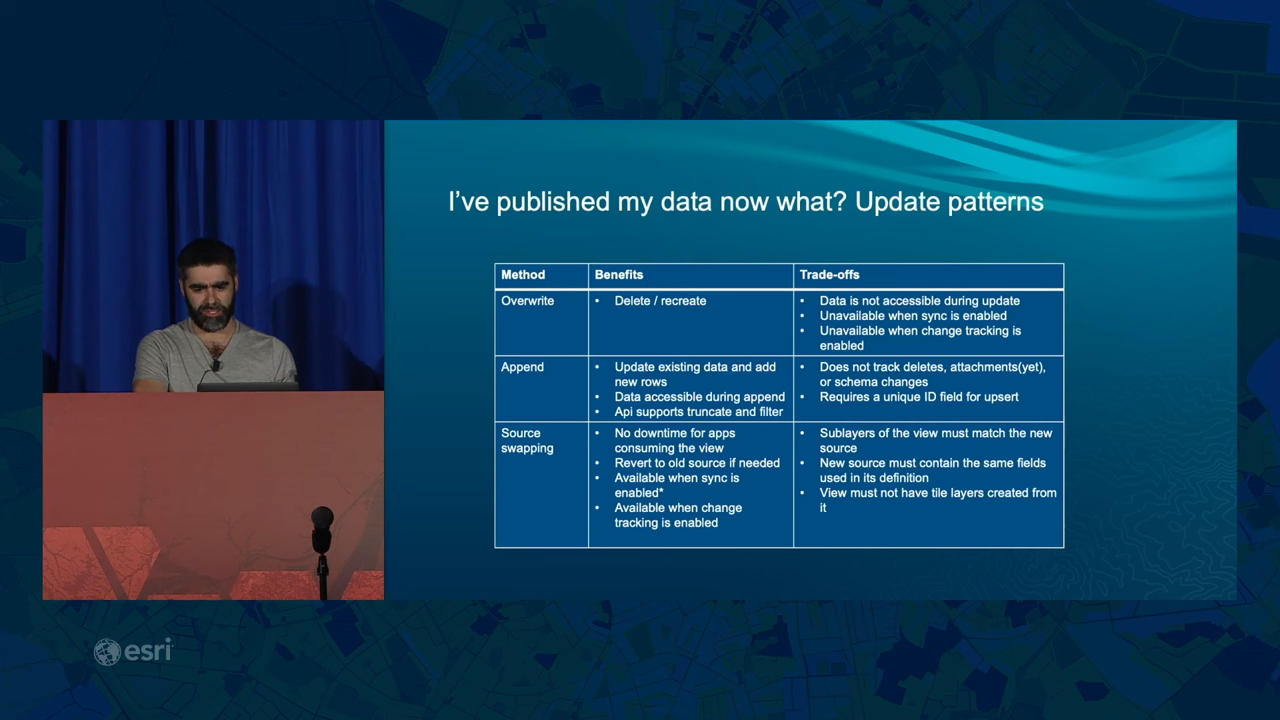 I've published my data now what? Update patterns
Method
Benefits
Trade-offs
Overwrite
• Delete / recreate
• Data is not accessible during update
• Unavailable when sync is enabled
• Unavailable when change tracking is
enabled
Append
• Update existing data and add
new rows
• Data accessible during append
• Api supports truncate and filter
• Does not track deletes, attachments(yet),
or schema changes
• Requires a unique ID field for upsert
Source
swapping
• No downtime for apps
consuming the view
• Revert to old source if needed
• Available when sync is
enabled*
• Available when change
tracking is enabled
• Sublayers of the view must match the new
source
• New source must contain the same fields
used in its definition
• View must not have tile layers created from
it
esri